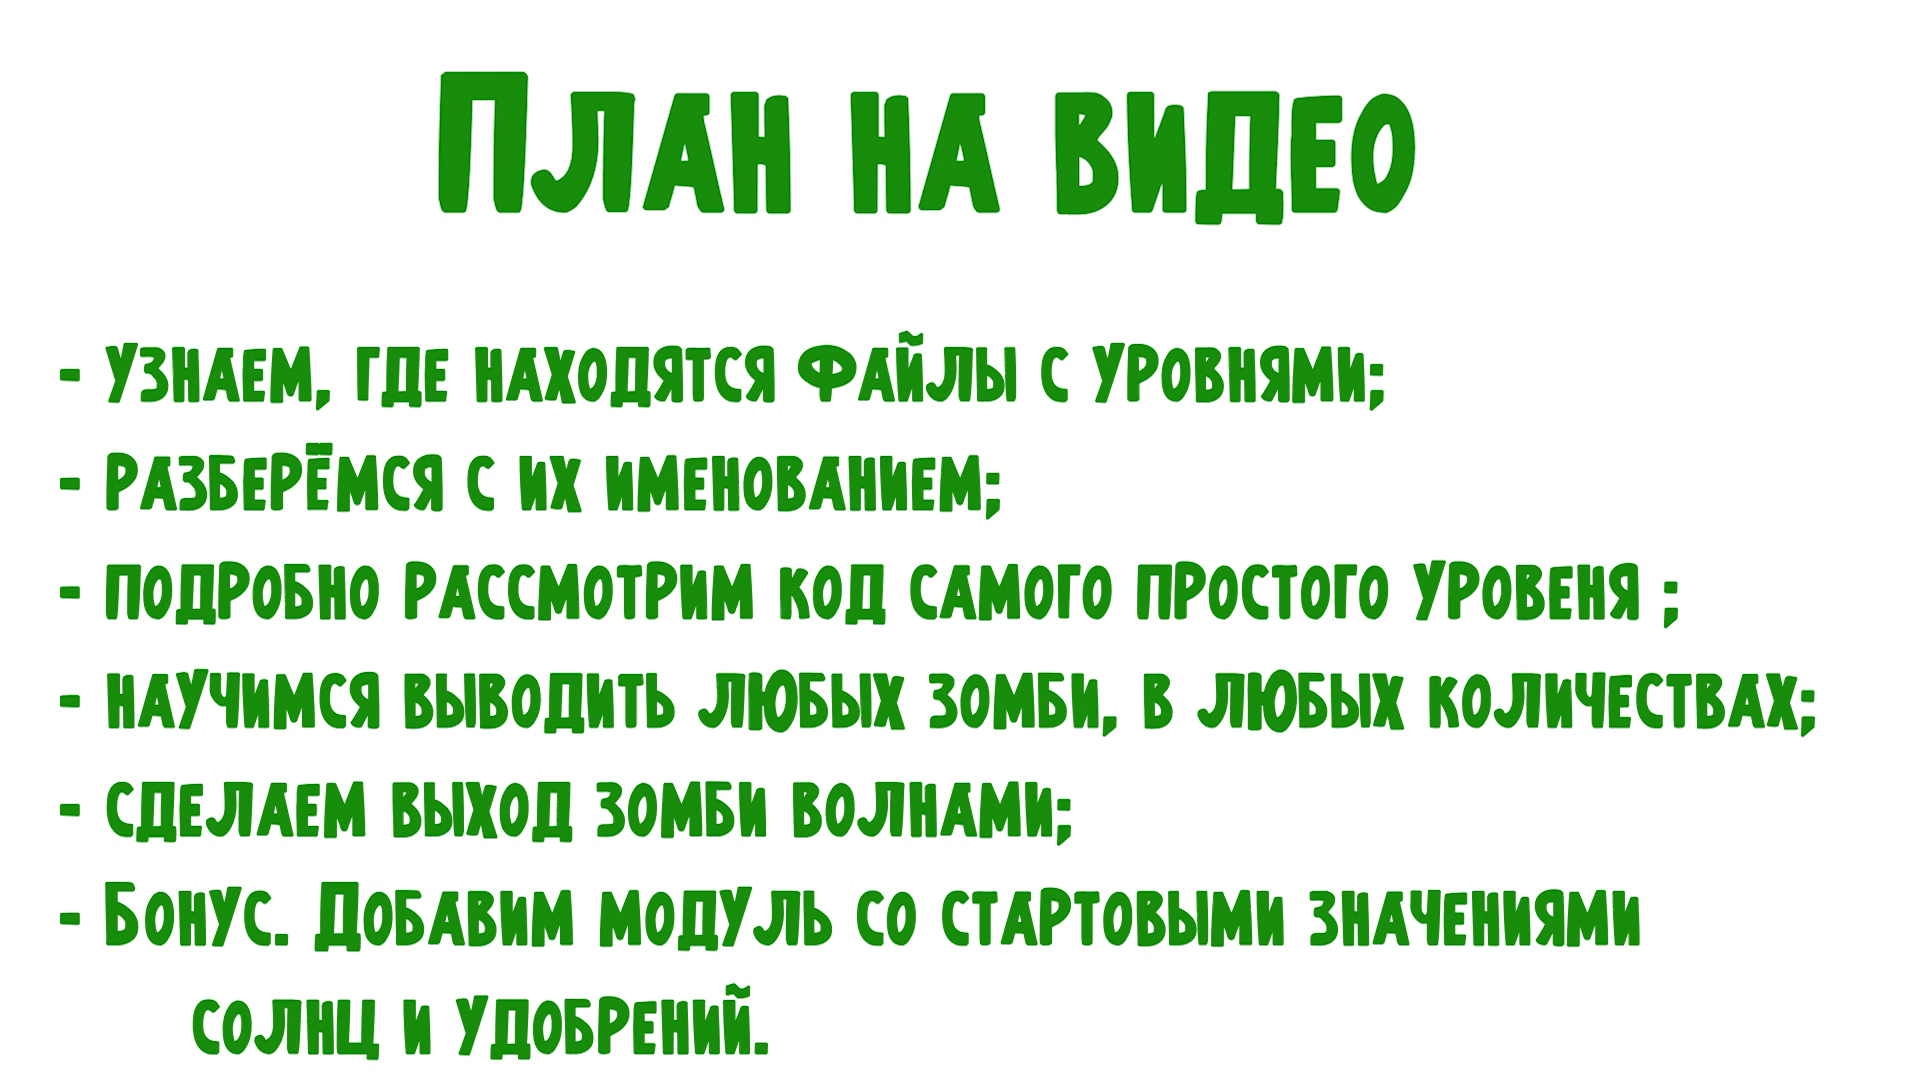 План на видео
- узнаем, где находятся файлы с уровнями;
- разберёмся с их именованием;
- подробно рассмотрим код самого простого уровеня ;
- научимся выводить любых зомби, в любых количествах;
- сделаем выход зомби волнами;
- Бонус. Добавим модуль со стартовыми значениями
солнц и удобрений.